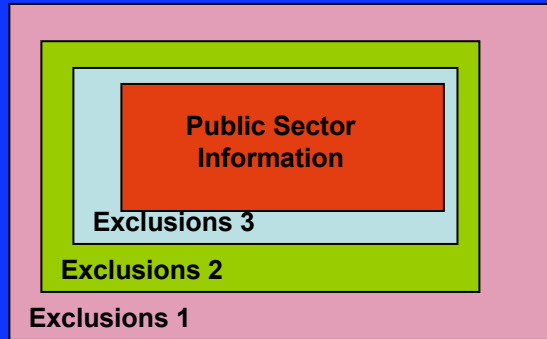 Public Sector
Information
Exclusions 3
Exclusions 2
Exclusions 1